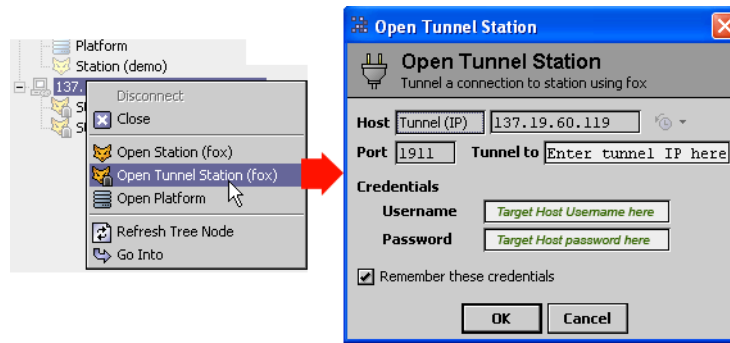 Platform
Station (demo)
137.
S
S
Disconnect
Close
Open Station (fox)
Open Tunnel Station (fox)
Open Platform
Refresh Tree Node
Go Into
Open Tunnel Station
Open Tunnel Station
Tunnel a connection to station using fox
Host Tunnel (IP) 137.19.60.119
Port 1911 Tunnel to Enter tunnel IP here
Credentials
Username Target Host Username here
Password Target Host password here
Remember these credentials
OK Cancel